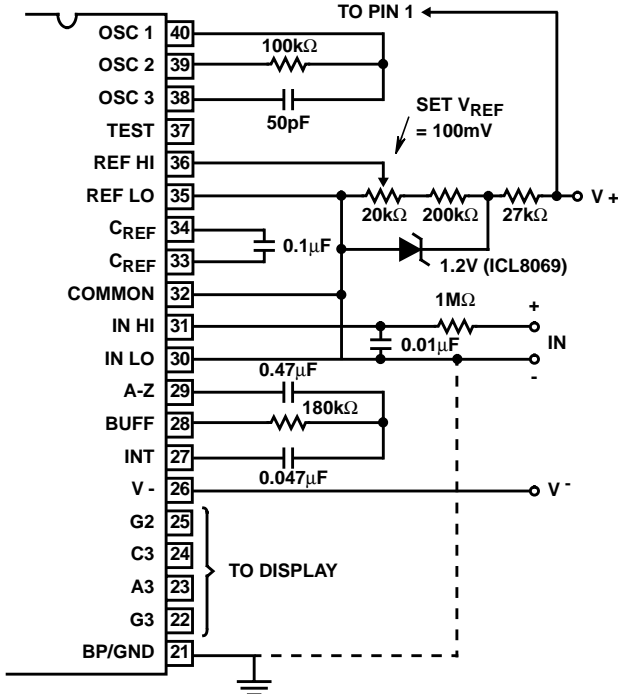 TO PIN 1
OSC 1 40
100kΩ
OSC 2 39
OSC 3 38
50pF
SET VREF
= 100mV
TEST 37
REF HI 36
REF LO 35
V +
20kΩ 200kΩ 27kΩ
CREF 34
0.1µF
CREF 33
1.2V (ICL8069)
COMMON 32
1MΩ
+
IN HI 31
0.01µF
IN
IN LO 30
-
0.47µF
A-Z 29
180kΩ
BUFF 28
INT 27
0.047µF
V - 26
V -
G2 25
C3 24
TO DISPLAY
A3 23
G3 22
BP/GND 21